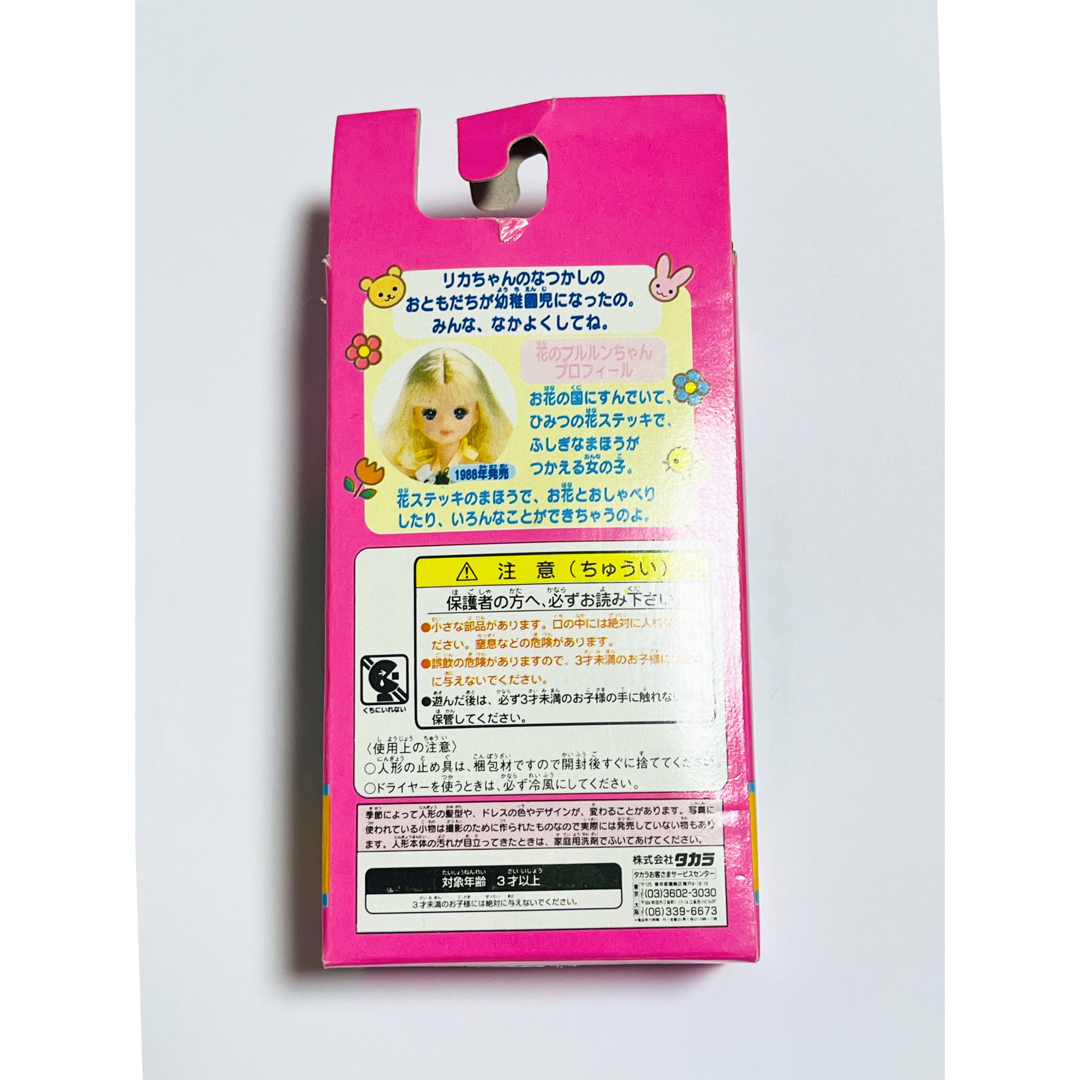 リカちゃんのなつかしの
おともだちが幼稚園児になったの。
みんな、なかよくしてね。
花のプルルンちゃん
プロフィール
お花の国にすんでいて、
ひみつの花ステッキで、
ふしぎなまほうが
つかえる女の子。
1988年発売
花ステッキのまほうで、お花とおしゃべり
したり、いろんなことができちゃうのよ。
注 意(ちゅうい)
保護者の方へ、必ずお読み下さい
●小さな部品があります。口の中には絶対に入れ
ださい。窒息などの危険があります。
●誤飲の危険がありますので、3才未満のお子様に
に与えないでください。
●遊んだ後は、必ず3才未満のお子様の手に触れない
保管してください。
くちにいれない
〈使用上の注意〉
○人形の止め具は、梱包材ですので開封後すぐに捨ててください。
○ドライヤーを使うときは、必ず冷風にしてください。
季節によって人形の髪型や、ドレスの色やデザインが、変わることがあります。写真に
使われている小物は撮影のために作られたものなので実際には発売していない物もあり
ます。人形本体の汚れが目立ってきたときは、家庭用洗剤でふいてあげてください。
対象年齢 3才以上
3才未満のお子様には絶対に与えないでください。
株式会社タカラ
タカラお客さまサービスセンター
東京
(03)3602-3030
大阪
(06)339-6673